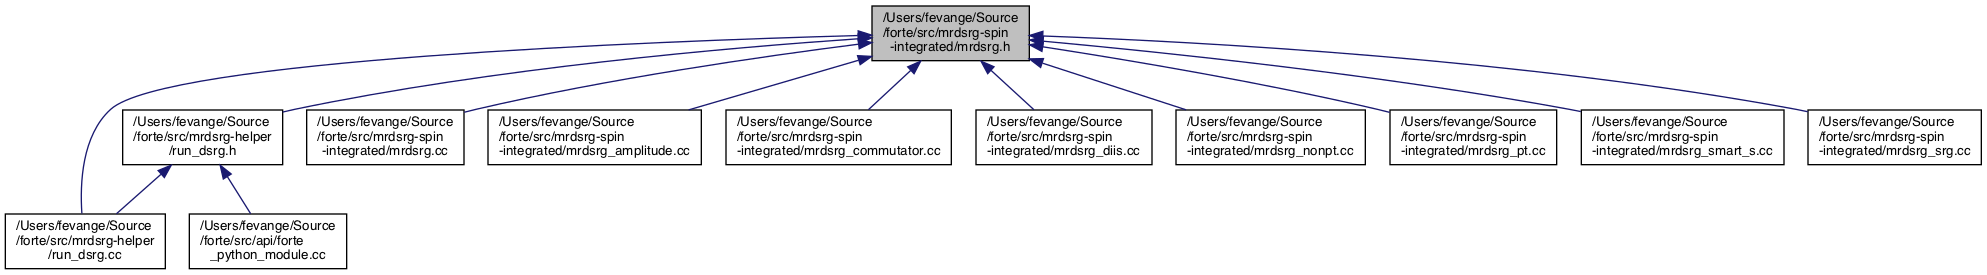 /Users/fevange/Source
/forte/src/mrdsrg-spin
-integrated/mrdsrg.h
/Users/fevange/Source
/forte/src/mrdsrg-helper
/run_dsrg.h
/Users/fevange/Source
/forte/src/mrdsrg-spin
-integrated/mrdsrg.cc
/Users/fevange/Source
/forte/src/mrdsrg-spin
-integrated/mrdsrg_amplitude.cc
/Users/fevange/Source
/forte/src/mrdsrg-spin
-integrated/mrdsrg_commutator.cc
/Users/fevange/Source
/forte/src/mrdsrg-spin
-integrated/mrdsrg_diis.cc
/Users/fevange/Source
/forte/src/mrdsrg-spin
-integrated/mrdsrg_nonpt.cc
/Users/fevange/Source
/forte/src/mrdsrg-spin
-integrated/mrdsrg_pt.cc
/Users/fevange/Source
/forte/src/mrdsrg-spin
-integrated/mrdsrg_smart_s.cc
/Users/fevange/Source
/forte/src/mrdsrg-spin
-integrated/mrdsrg_srg.cc
/Users/fevange/Source
/forte/src/mrdsrg-helper
/run_dsrg.cc
/Users/fevange/Source
/forte/src/api/forte
_python_module.cc